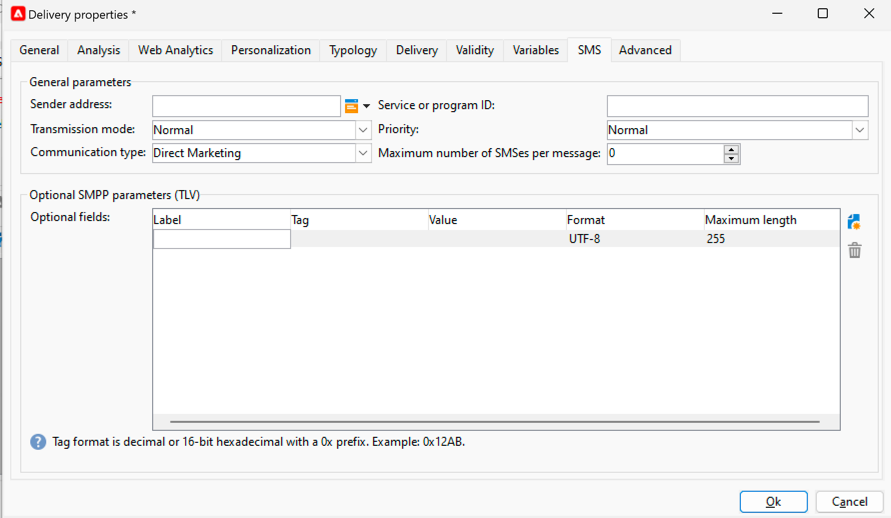 Delivery properties *
General Analysis Web Analytics Personalization Typology Delivery Validity Variables SMS Advanced
General parameters
Sender address: Service or program ID:
Transmission mode: Normal Priority: Normal
Communication type: Direct Marketing Maximum number of SMSes per message: 0
Optional SMPP parameters (TLV)
Optional fields: Label Tag Value Format Maximum length
UTF-8 255
? Tag format is decimal or 16-bit hexadecimal with a 0x prefix. Example: 0x12AB.
Ok Cancel